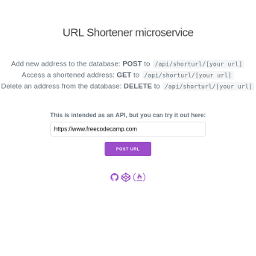 URL Shortener microservice
Add new address to the database: POST to /api/shorturl/[your url]
Access a shortened address: GET to /api/shorturl/[your url]
Delete an address from the database: DELETE to /api/shorturl/[your url]
This is intended as an API, but you can try it out here:
https://www.freecodecamp.com
POST URL